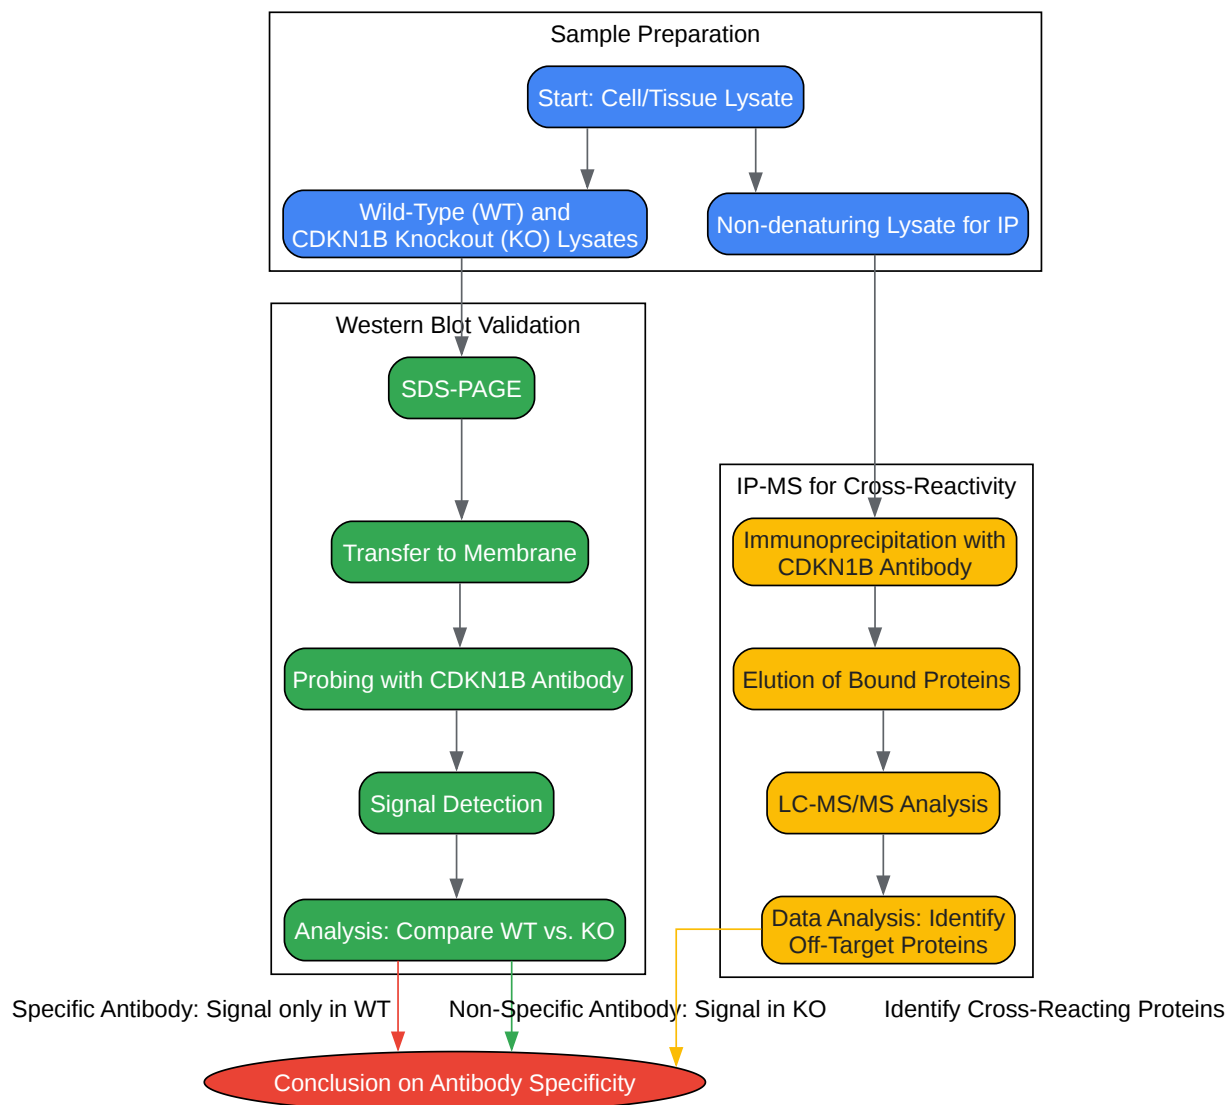 Sample Preparation
Start: Cell/Tissue Lysate
Wild-Type (WT) and
CDKN1B Knockout (KO) Lysates
Non-denaturing Lysate for IP
Western Blot Validation
SDS-PAGE
Transfer to Membrane
Probing with CDKN1B Antibody
Signal Detection
Analysis: Compare WT vs. KO
IP-MS for Cross-Reactivity
Immunoprecipitation with
CDKN1B Antibody
Elution of Bound Proteins
LC-MS/MS Analysis
Data Analysis: Identify
Off-Target Proteins
Specific Antibody: Signal only in WT
Non-Specific Antibody: Signal in KO
Identify Cross-Reacting Proteins
Conclusion on Antibody Specificity